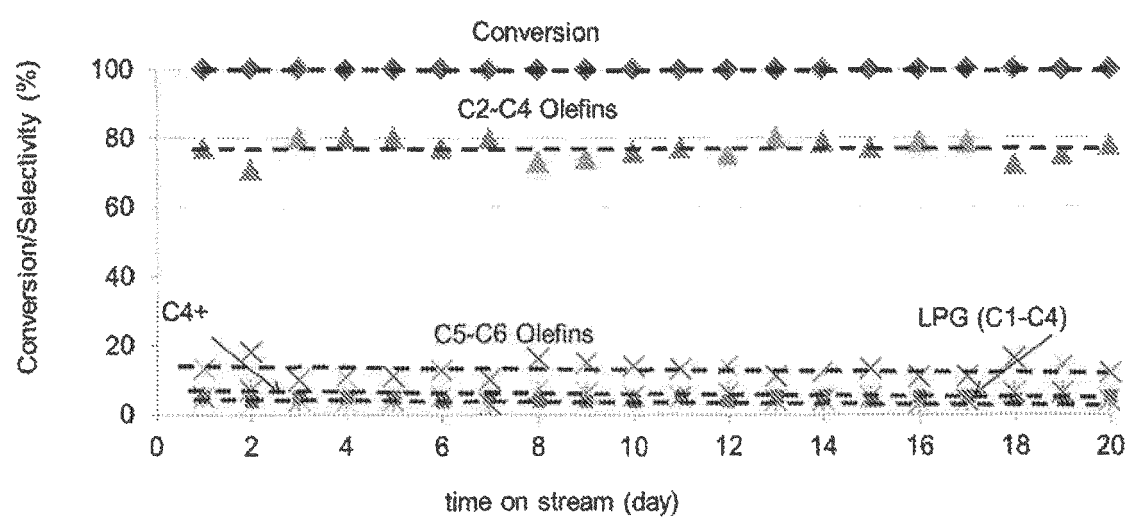 Conversion
100
C2-C4 Olefins
80
60
40
C4+
C5-C6 Olefins
LPG (C1-C4)
20
0
0 2 4 6 8 10 12 14 16 18 20
time on stream (day)
Conversion/Selectivity (%)